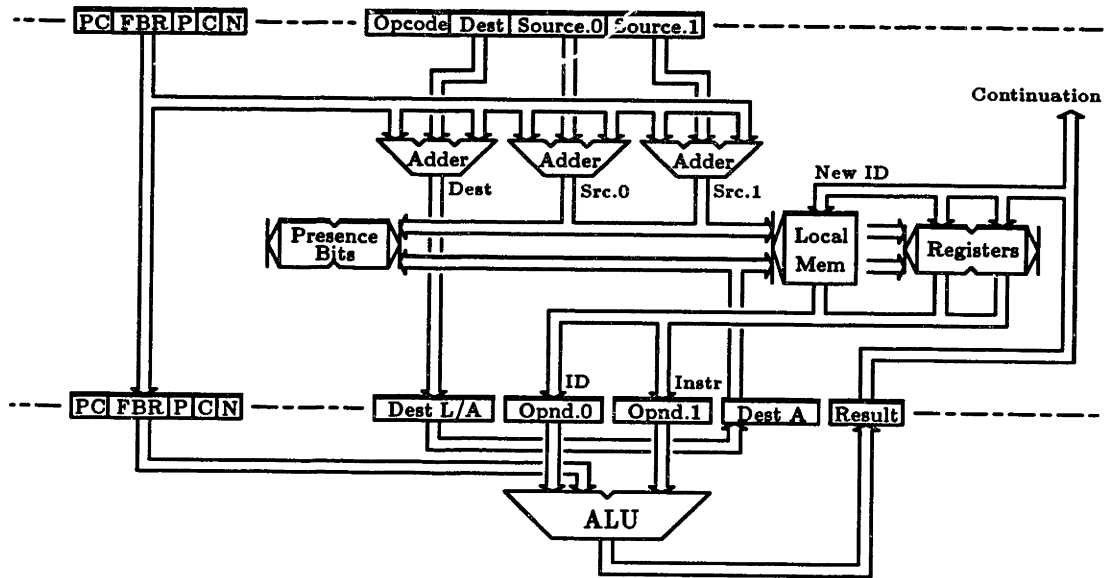 PC FBR P C N
Opcode Dest Source.0 Source.1
Continuation
Adder Adder Adder
Dest Src.0 Src.1
New ID
Presence
Bits
Local
Mem
Registers
ID Instr
PC FBR P C N
Dest L/A Opnd.0 Opnd.1 Dest A Result
ALU